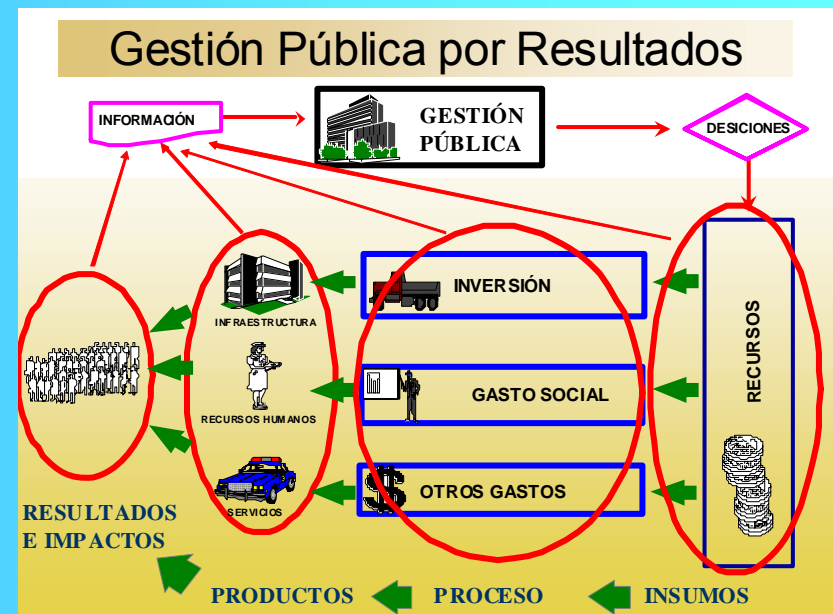 Gestión Pública por Resultados
INFORMACIÓN
GESTIÓN
PÚBLICA
DESICIONES
INVERSIÓN
INFRAESTRUCTURA
RECURSOS
GASTO SOCIAL
RECURSOS HUMANOS
$ OTROS GASTOS
SERVICIOS
RESULTADOS
E IMPACTOS
PRODUCTOS
PROCESO
INSUMOS